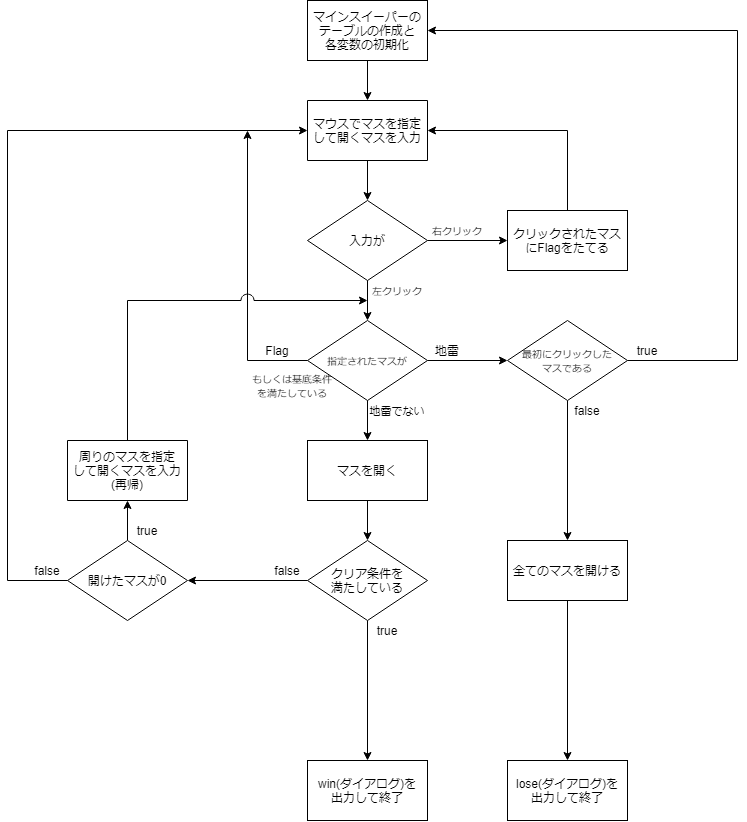 マインスイーパーの
テーブルの作成と
各変数の初期化
マウスでマスを指定
して開くマスを入力
入力が
右クリック
クリックされたマス
にFlagをたてる
左クリック
Flag
指定されたマスが
地雷
最初にクリックした
マスである
true
もしくは基底条件
を満たしている
地雷でない
false
周りのマスを指定
して開くマスを入力
(再帰)
マスを開く
true
false
開けたマスが0
false
クリア条件を
満たしている
全てのマスを開ける
true
win(ダイアログ)を
出力して終了
lose(ダイアログ)を
出力して終了